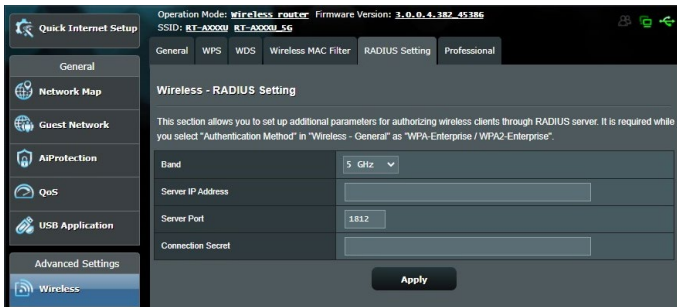 Quick Internet Setup
General
Network Map
Guest Network
AiProtection
QoS
USB Application
Advanced Settings
Wireless
Operation Mode: Wireless router Firmware Version: 3.0.0.4.382_45386
SSID: RT-AXXXU RT-AXXXU_5G
General WPS WDS Wireless MAC Filter RADIUS Setting Professional
Wireless - RADIUS Setting
This section allows you to set up additional parameters for authorizing wireless clients through RADIUS server. It is required while
you select "Authentication Method" in "Wireless - General" as "WPA-Enterprise / WPA2-Enterprise".
Band 5 GHz
Server IP Address
Server Port 1812
Connection Secret
Apply